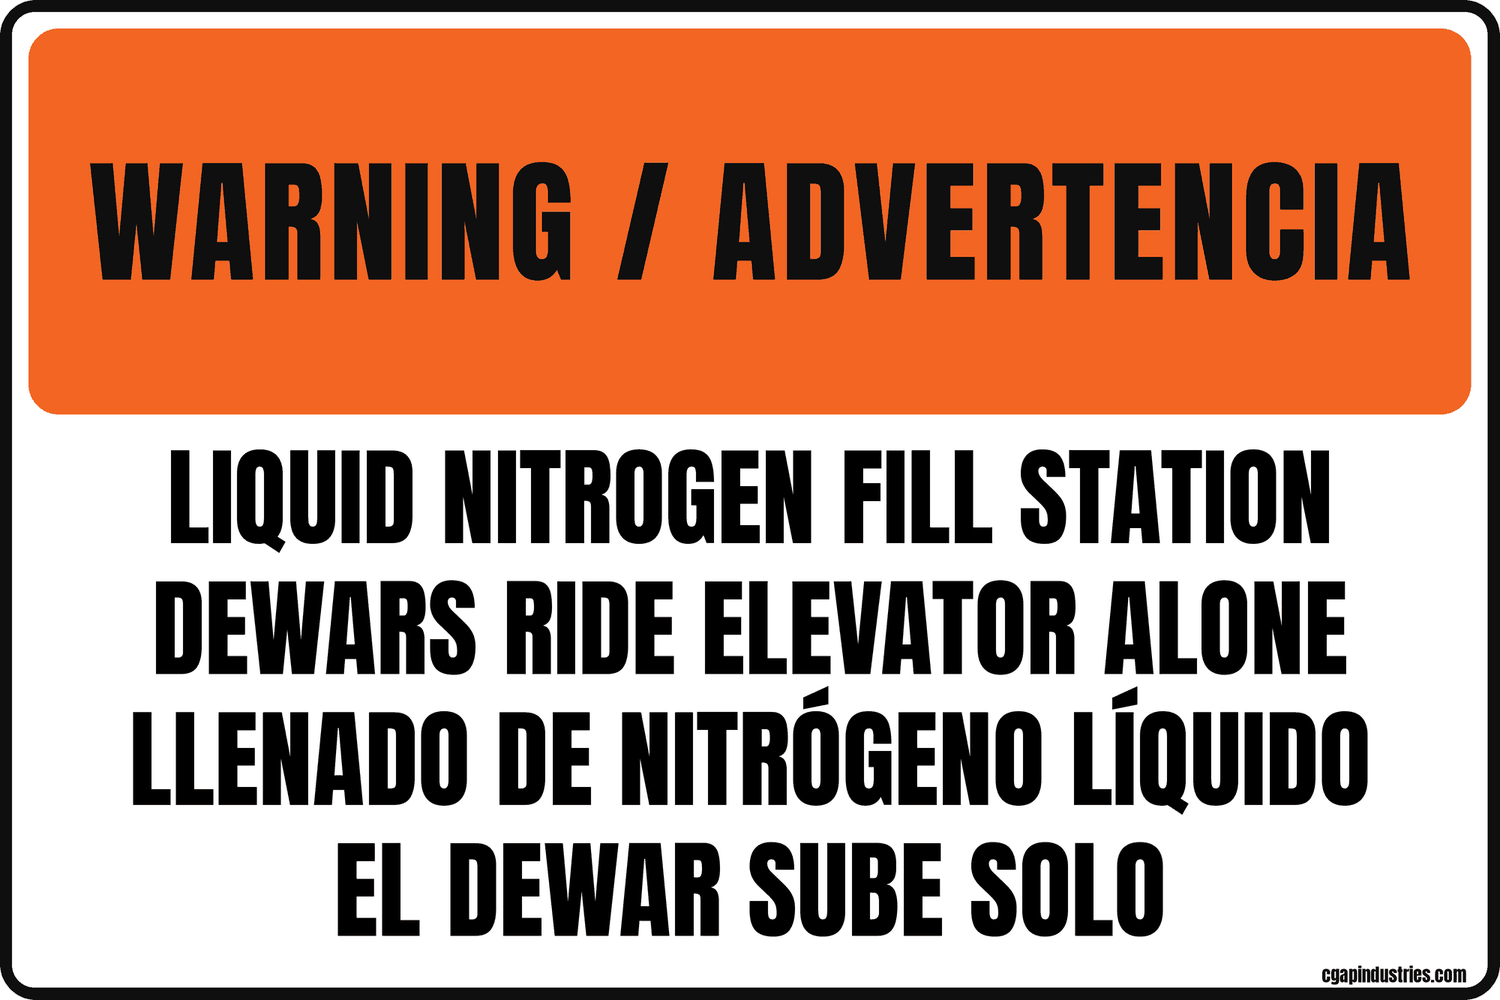 WARNING / ADVERTENCIA
LIQUID NITROGEN FILL STATION
DEWARS RIDE ELEVATOR ALONE
LLENADO DE NITRÓGENO LÍQUIDO
EL DEWAR SUBE SOLO
cgapindustries.com